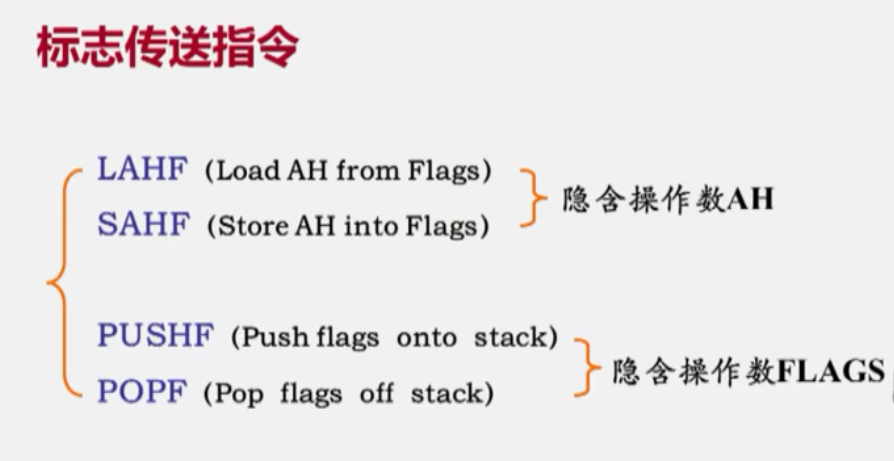 标志传送指令
LAHF (Load AH from Flags)
SAHF (Store AH into Flags)
隐含操作数AH
PUSHF (Push flags onto stack)
POPF (Pop flags off stack)
隐含操作数FLAGS